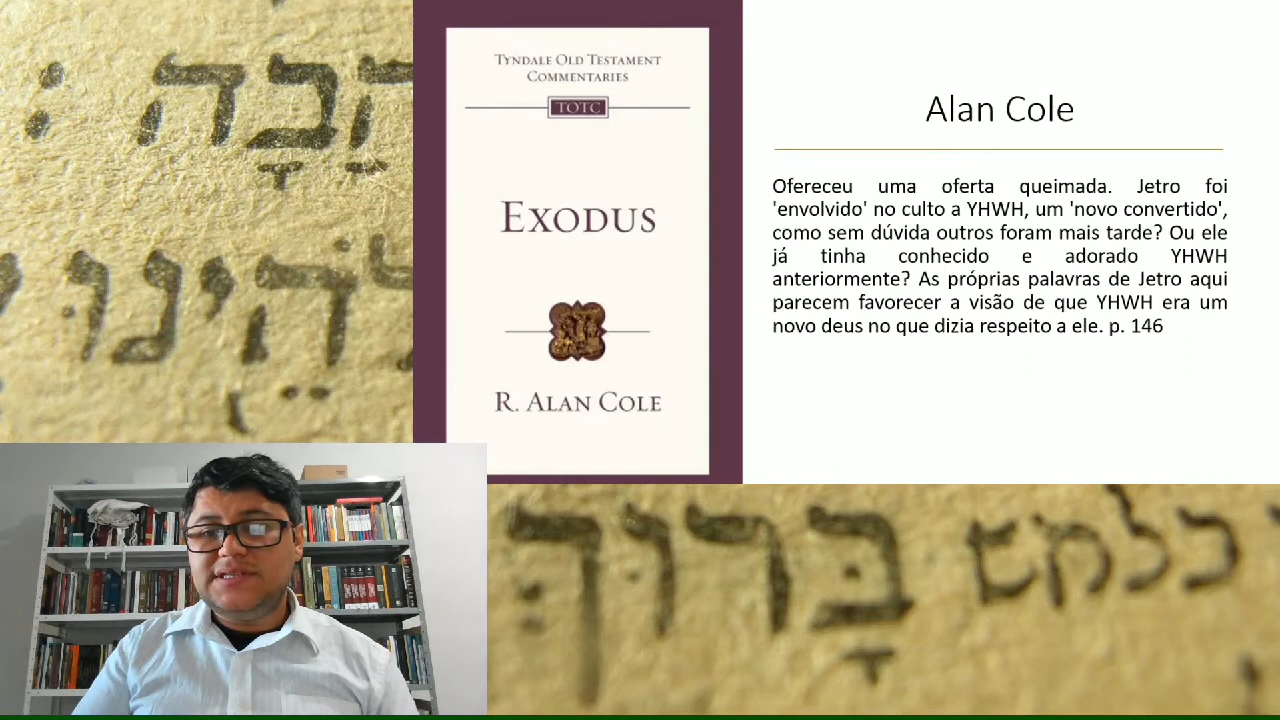 הָבָה :
הֵינוּ
TYNDALE OLD TESTAMENT
COMMENTARIES
TOTC
EXODUS
R. ALAN COLE
Alan Cole
Ofereceu uma oferta queimada. Jetro foi
'envolvido' no culto a YHWH, um 'novo convertido',
como sem dúvida outros foram mais tarde? Ou ele
já tinha conhecido e adorado YHWH
anteriormente? As próprias palavras de Jetro aqui
parecem favorecer a visão de que YHWH era um
novo deus no que dizia respeito a ele. p. 146
בָּרוּךְ